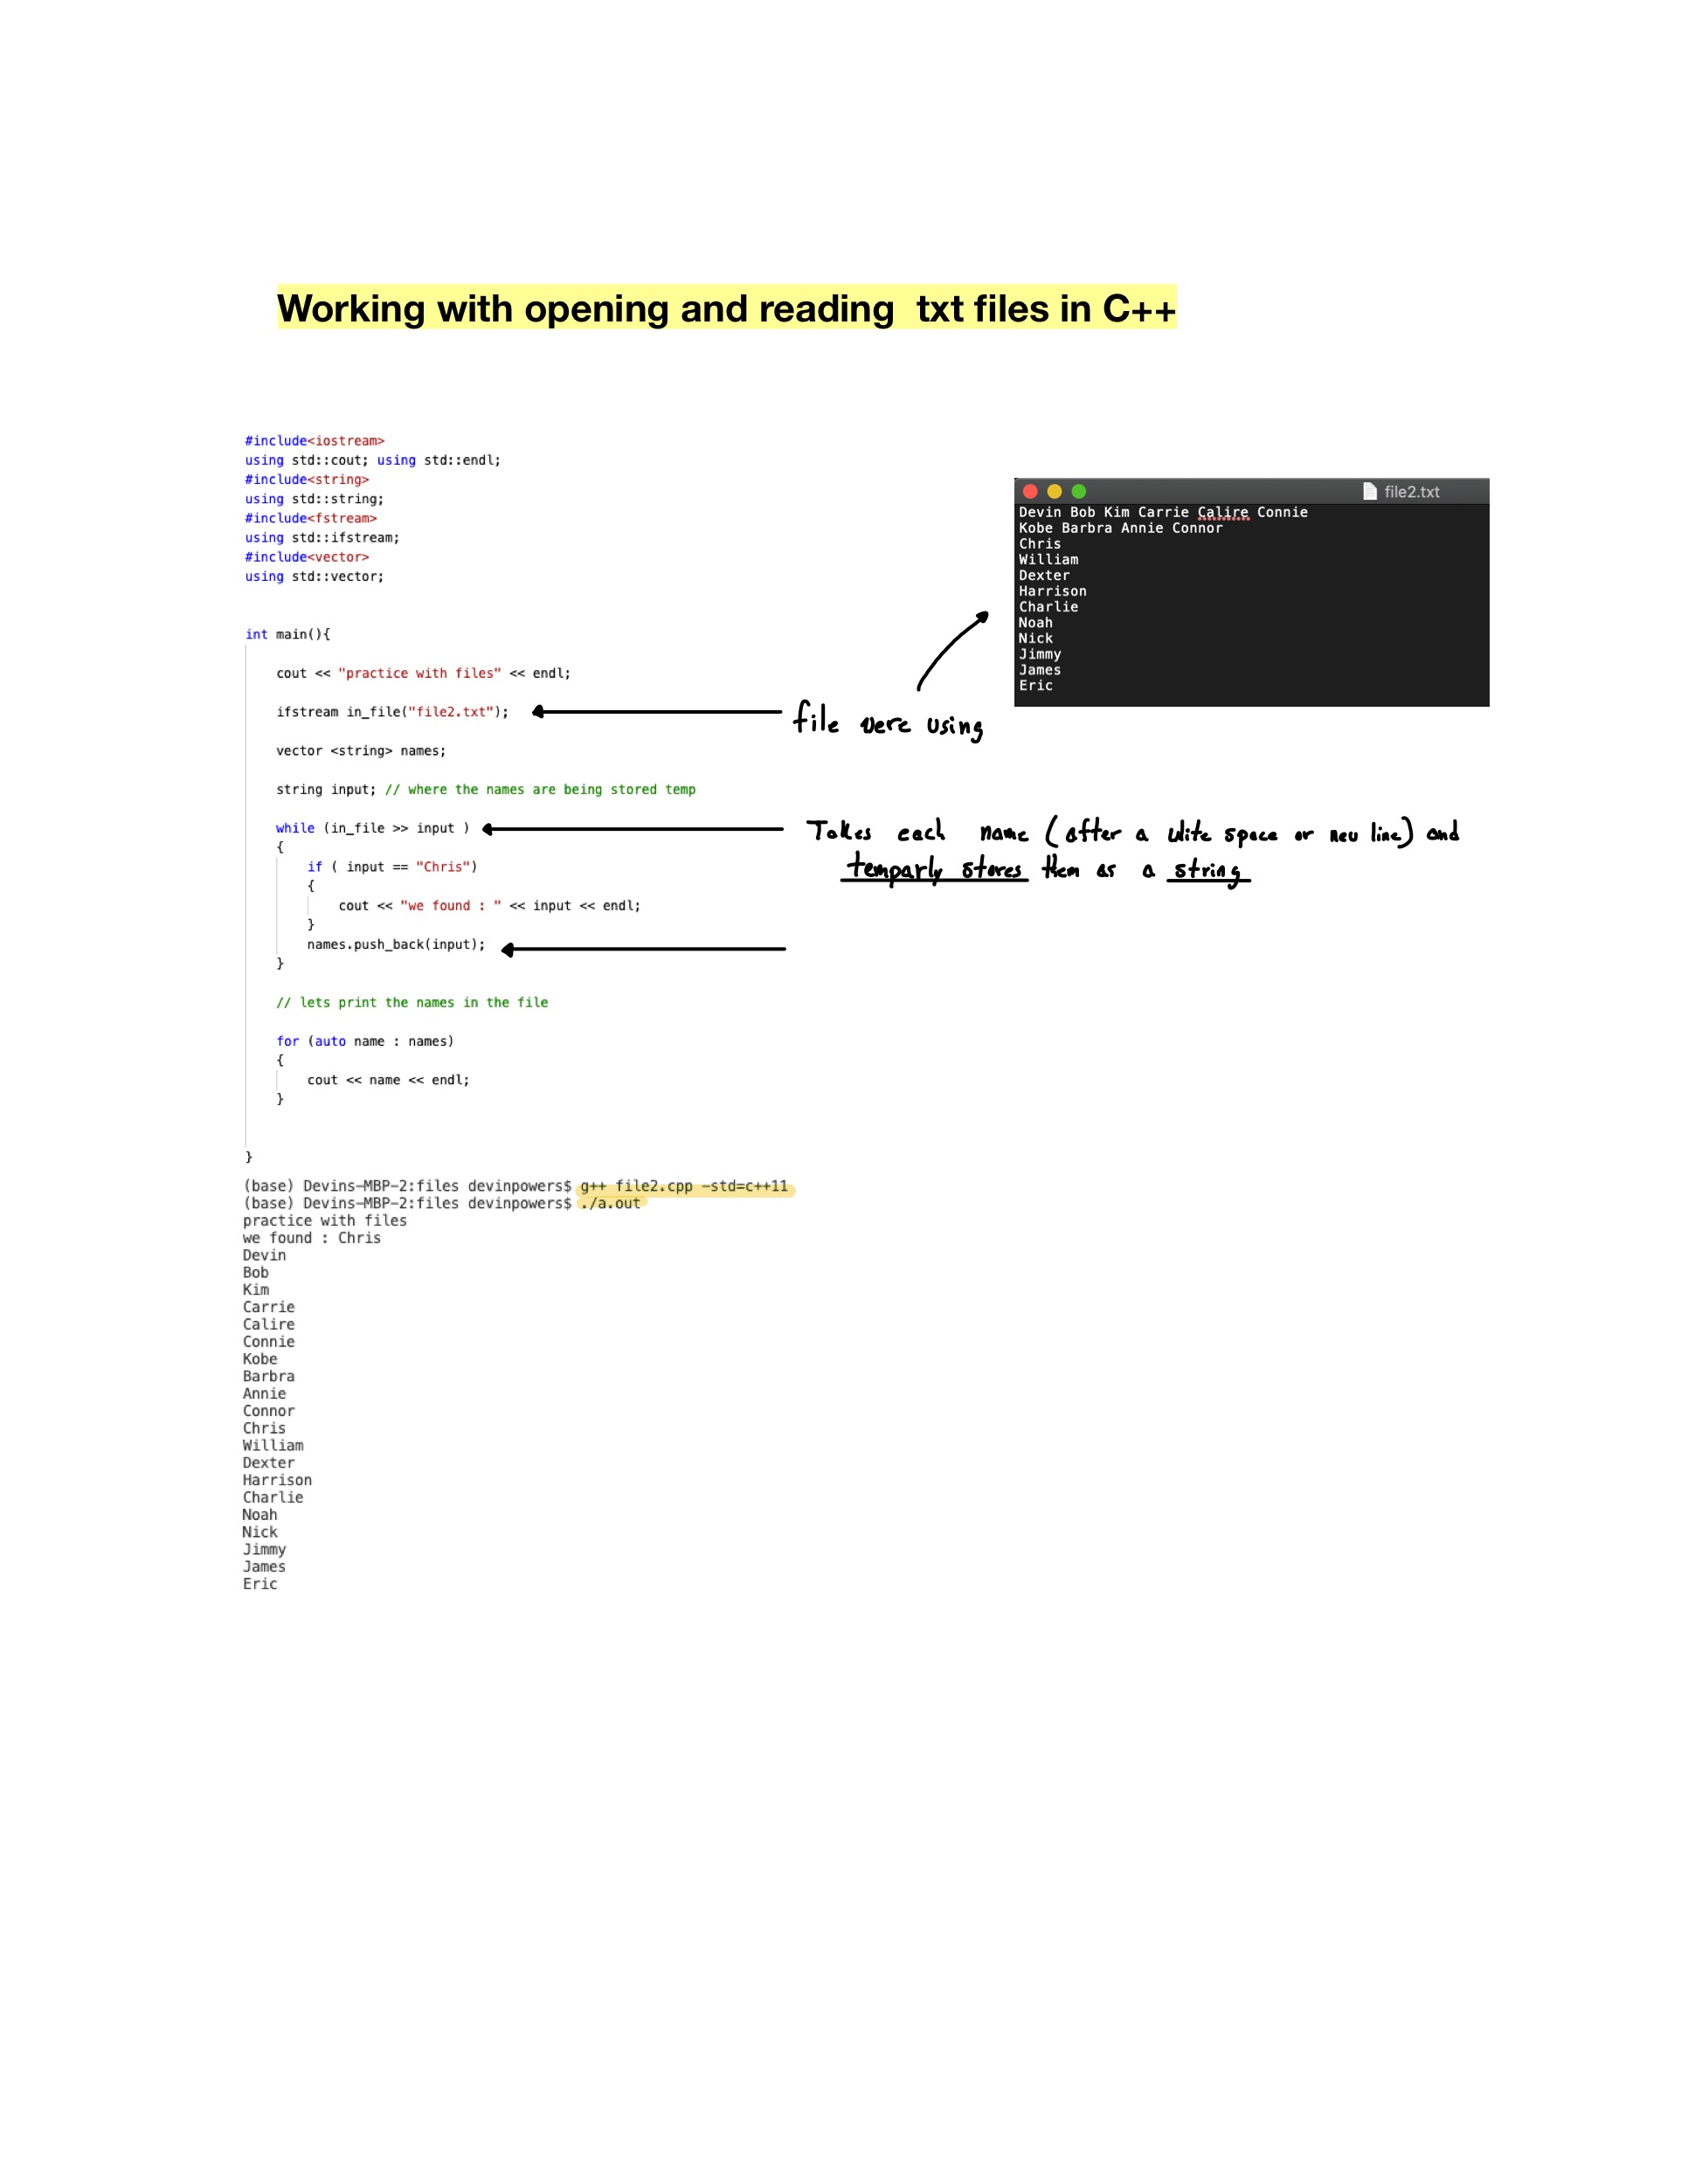 Working with opening and reading  txt files in C++
#include<iostream>
using std::cout; using std::endl;
#include<string>
using std::string;
#include<fstream>
using std::ifstream;
#include<vector>
using std::vector;
int main(){
cout << "practice with files" << endl;
ifstream in_file("file2.txt");
vector <string> names;
string input; // where the names are being stored temp
while (in_file >> input )
{
if ( input == "Chris")
{
cout << "we found : " << input << endl;
}
names.push_back(input);
}
// lets print the names in the file
for (auto name : names)
{
cout << name << endl;
}
}
file2.txt
Devin Bob Kim Carrie Calire Connie
Kobe Barbra Annie Connor
Chris
William
Dexter
Harrison
Charlie
Noah
Nick
Jimmy
James
Eric
file were using
Takes each name (after a white space or new line) and
temparly stores them as a string
(base) Devins-MBP-2:files devinpowers$ g++ file2.cpp -std=c++11
(base) Devins-MBP-2:files devinpowers$ ./a.out
practice with files
we found : Chris
Devin
Bob
Kim
Carrie
Calire
Connie
Kobe
Barbra
Annie
Connor
Chris
William
Dexter
Harrison
Charlie
Noah
Nick
Jimmy
James
Eric